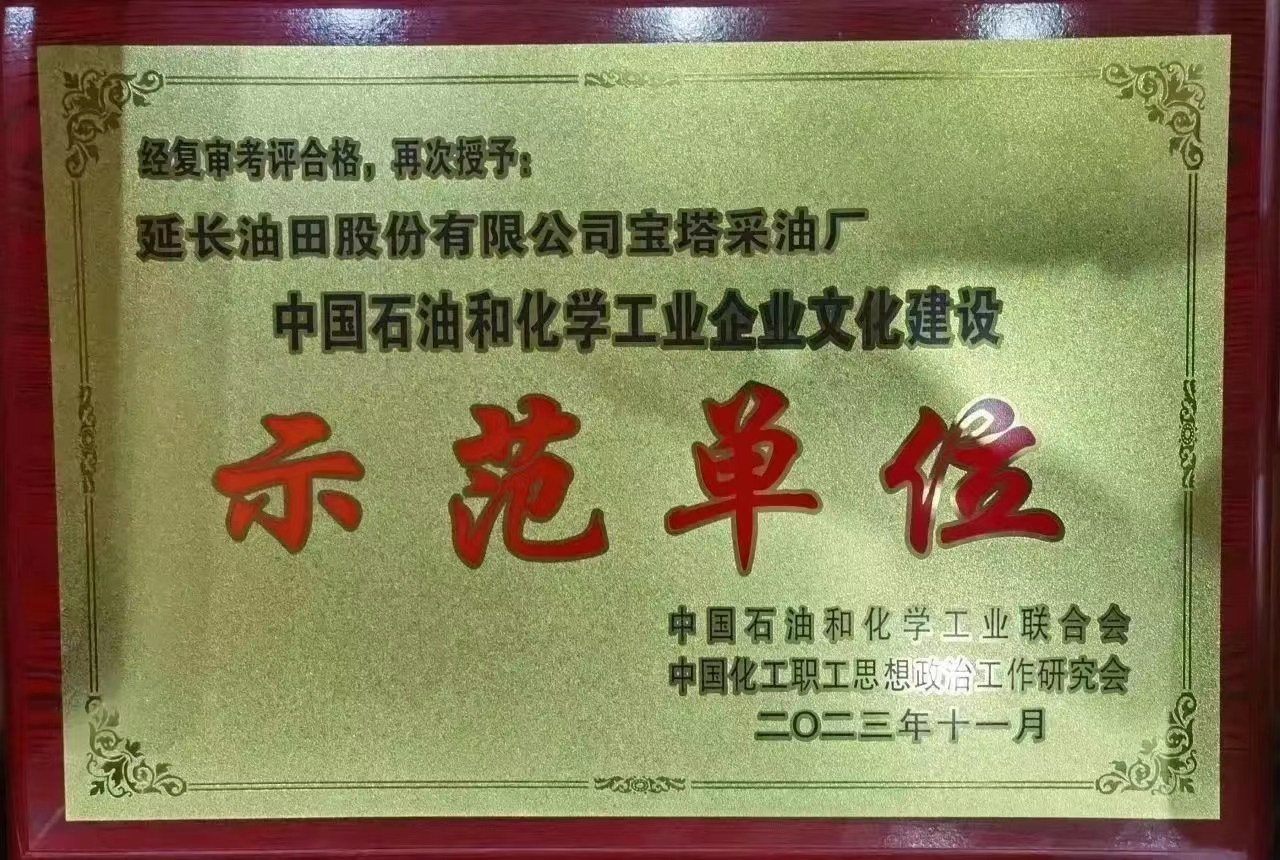 经复审考评合格，再次授予：
延长油田股份有限公司宝塔采油厂
中国石油和化学工业企业文化建设
示范单位
中国石油和化学工业联合会
中国化工职工思想政治工作研究会
二〇二三年十一月